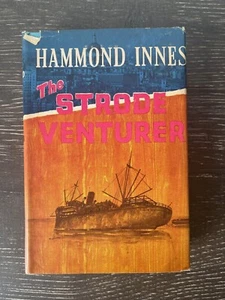 HAMMOND INNES
The
STRODE
VENTURER